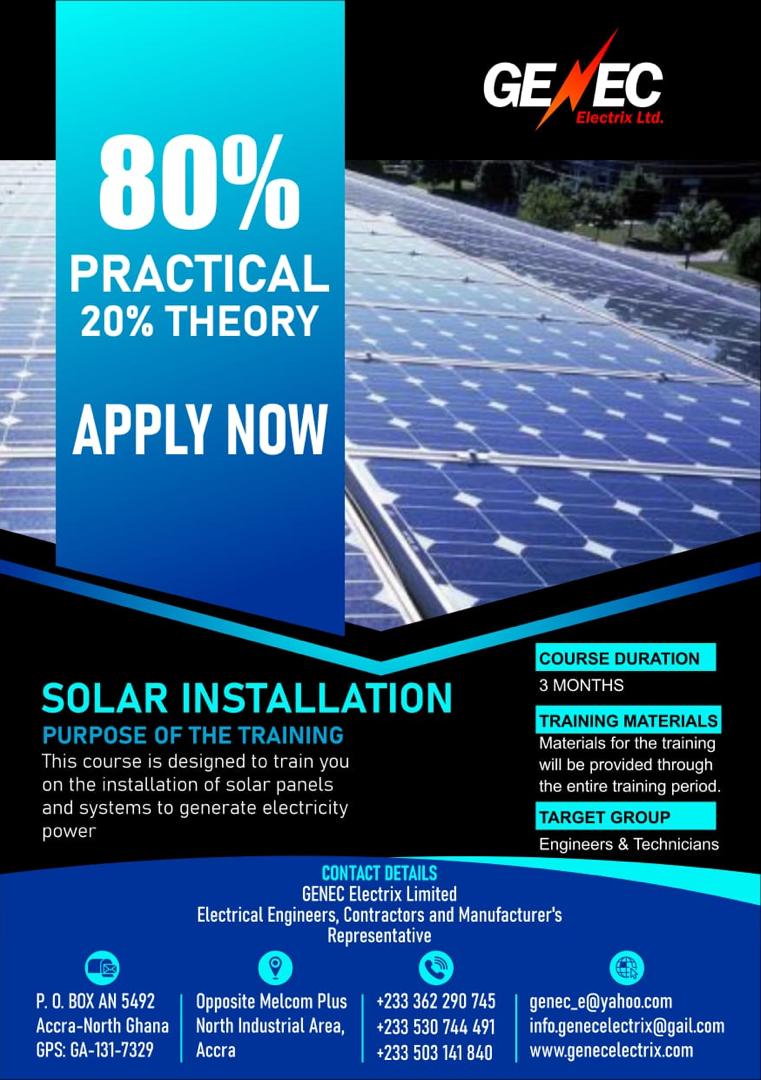 GENEC
Electrix Ltd.
80%
PRACTICAL
20% THEORY
APPLY NOW
SOLAR INSTALLATION
PURPOSE OF THE TRAINING
This course is designed to train you
on the installation of solar panels
and systems to generate electricity
power
COURSE DURATION
3 MONTHS
TRAINING MATERIALS
Materials for the training
will be provided through
the entire training period.
TARGET GROUP
Engineers & Technicians
CONTACT DETAILS
GENEC Electrix Limited
Electrical Engineers, Contractors and Manufacturer's
Representative
P. O. BOX AN 5492
Accra-North Ghana
GPS: GA-131-7329
Opposite Melcom Plus
North Industrial Area,
Accra
+233 362 290 745
+233 530 744 491
+233 503 141 840
genec_e@yahoo.com
info.genecelectrix@gail.com
www.genecelectrix.com